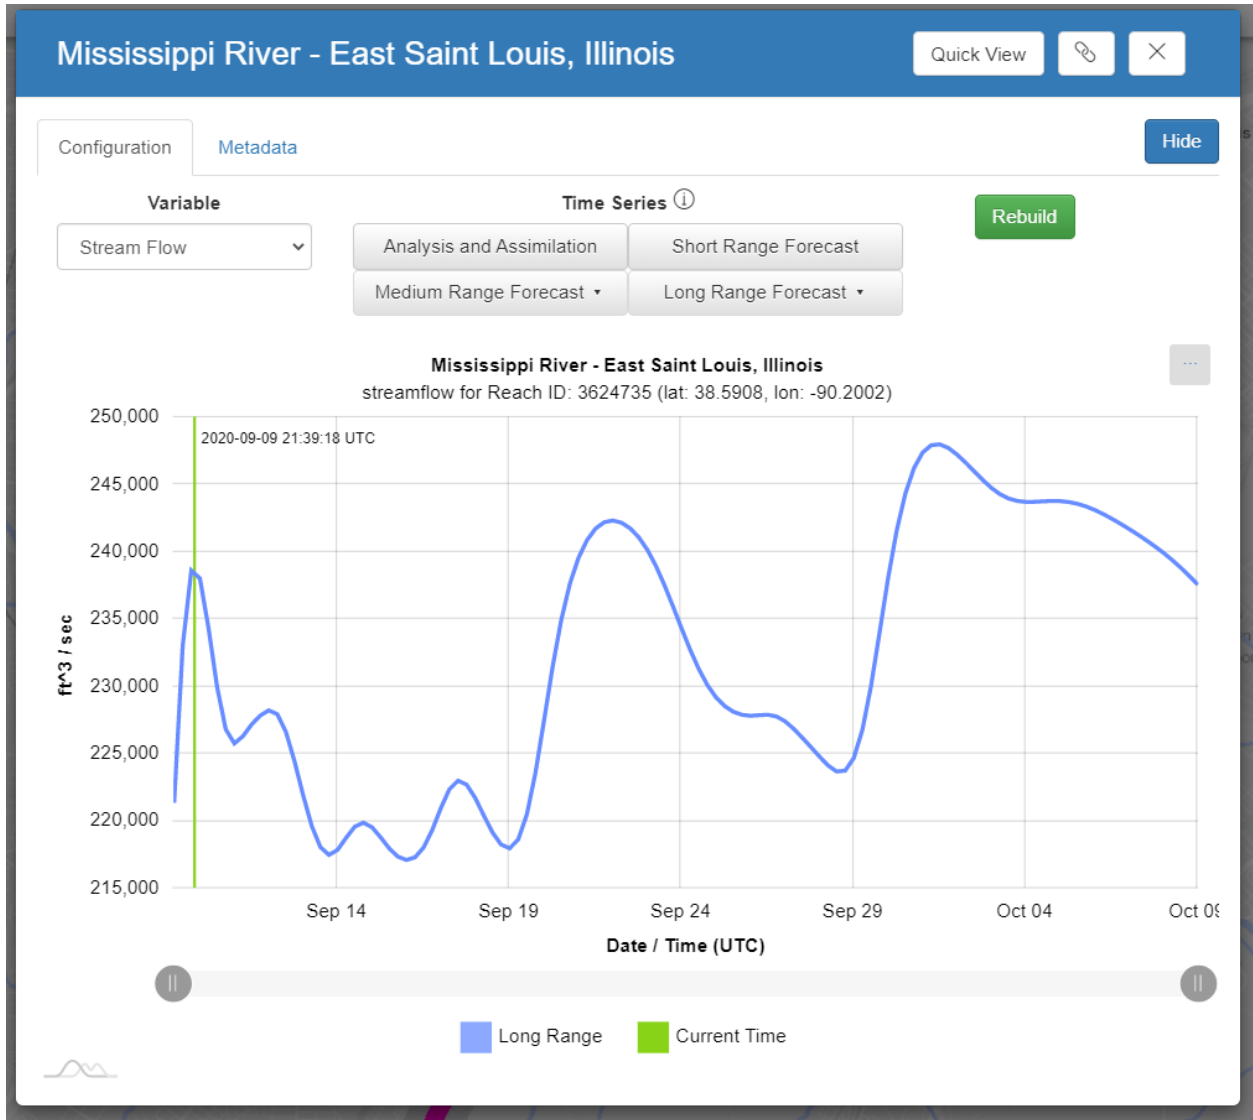 Mississippi River - East Saint Louis, Illinois
Quick View
Configuration
Metadata
Hide
Variable
Time Series
Rebuild
Stream Flow
Analysis and Assimilation
Short Range Forecast
Medium Range Forecast
Long Range Forecast
Mississippi River - East Saint Louis, Illinois
...
streamflow for Reach ID: 3624735 (lat: 38.5908, lon: -90.2002)
250,000
2020-09-09 21:39:18 UTC
245,000
240,000
235,000
ft^3 / sec
230,000
225,000
220,000
215,000
Sep 14
Sep 19
Sep 24
Sep 29
Oct 04
Oct 09
Date / Time (UTC)
Long Range
Current Time